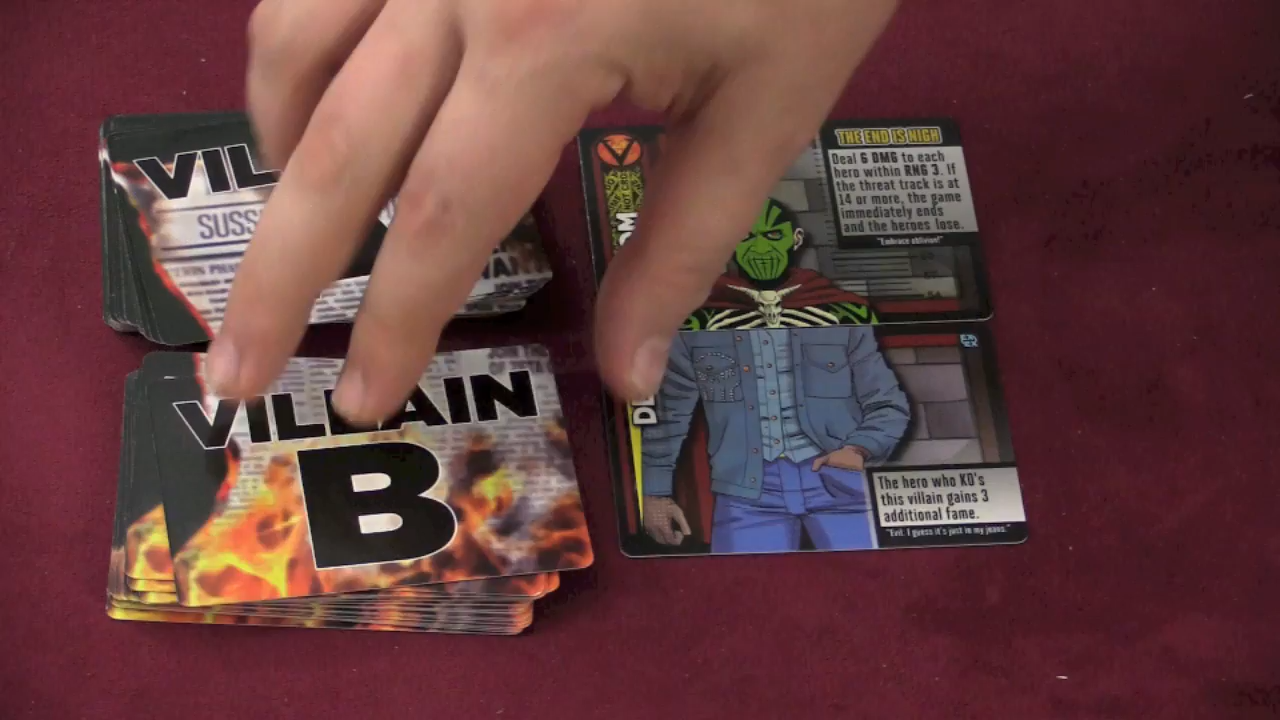 VIL
SUSS
VILLAIN
B
THE END IS NIGH
Deal 6 DMG to each
hero within RNG 3. If
the threat track is at
14 or more, the game
immediately ends
and the heroes lose.
"Embrace oblivion!"
The hero who KO's
this villain gains 3
additional fame.
"Evil. I guess it's just in my jeans."